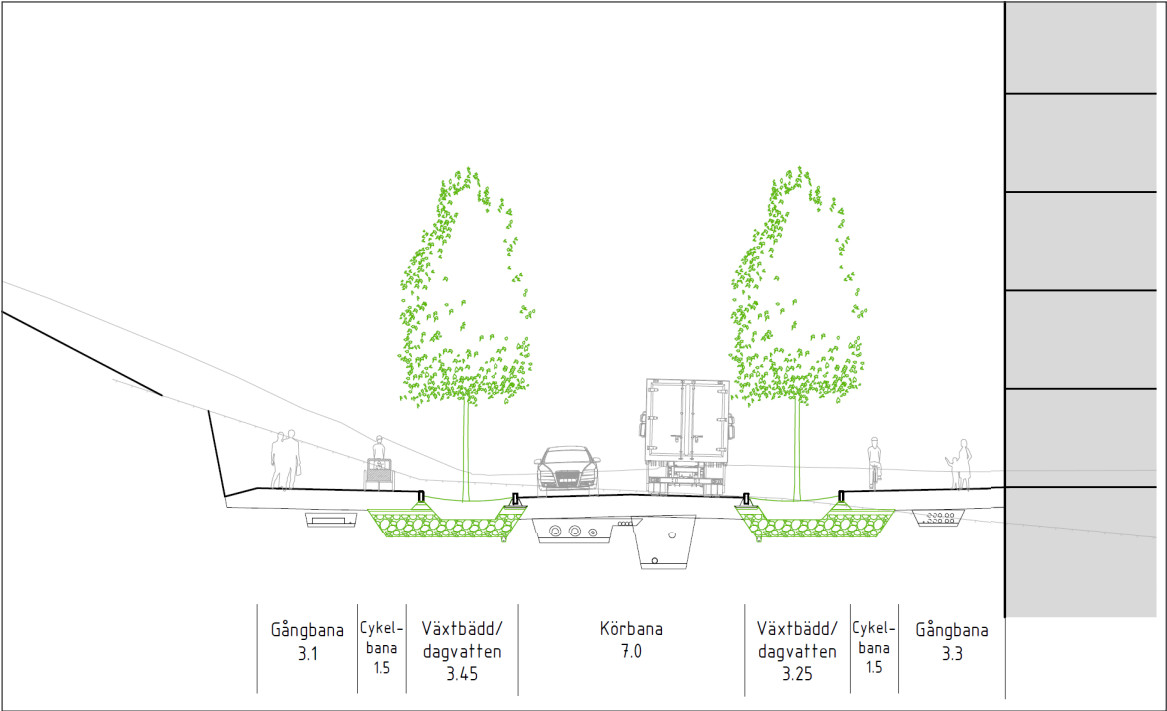 Gångbana
3.1
Cykel-
bana
1.5
Växtbädd/
dagvatten
3.45
Körbana
7.0
Växtbädd/
dagvatten
3.25
Cykel-
bana
1.5
Gångbana
3.3